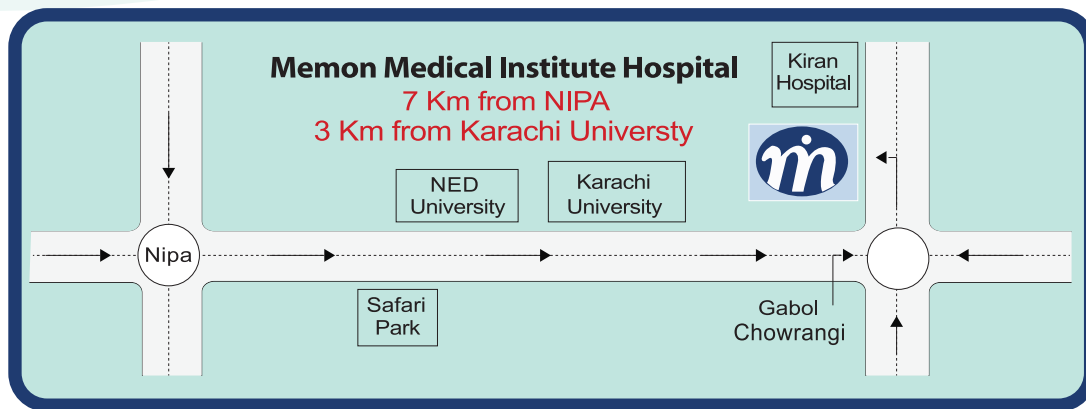 Memon Medical Institute Hospital
7 Km from NIPA
3 Km from Karachi Universty
Kiran
Hospital
m
NED
University
Karachi
University
Nipa
Safari
Park
Gabol
Chowrangi